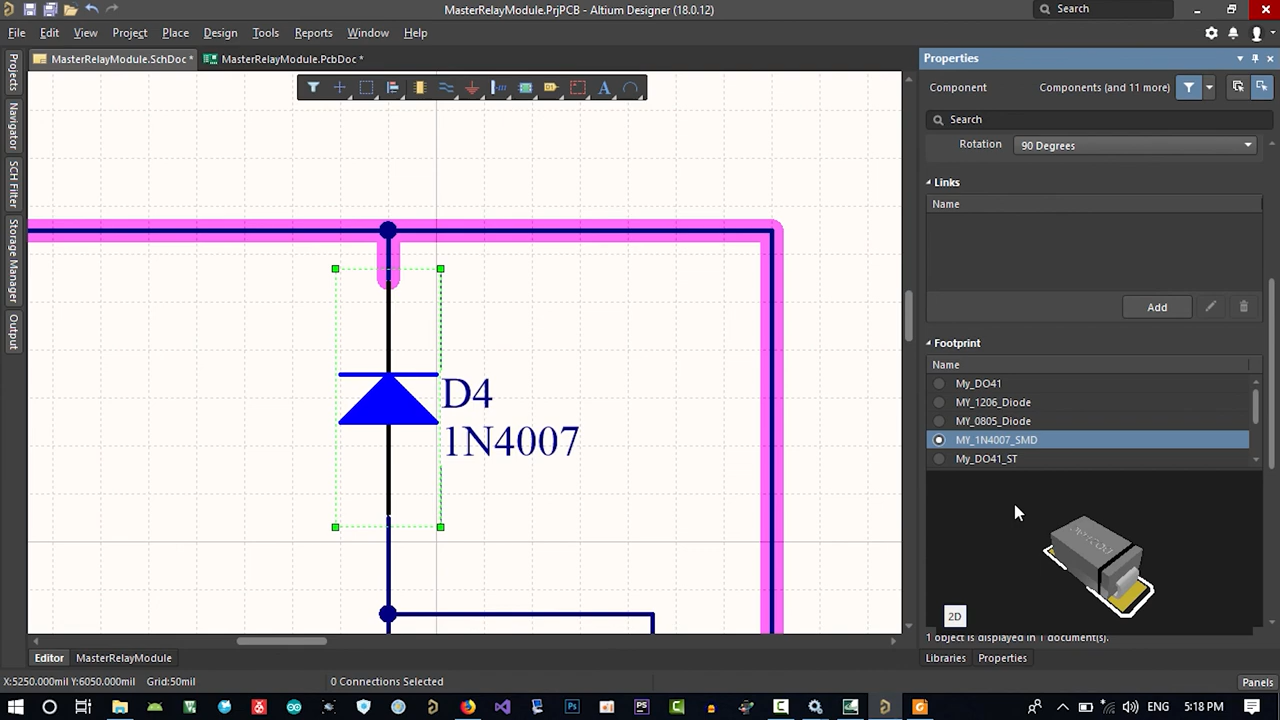 MasterRelayModule.PrjPCB - Altium Designer (18.0.12)
Search
File Edit View Project Place Design Tools Reports Window Help
MasterRelayModule.SchDoc *
MasterRelayModule.PcbDoc *
Projects
Navigator
SCH Filter
Storage Manager
Output
A
D4
1N4007
Properties
Component
Components (and 11 more)
Search
Rotation
90 Degrees
Links
Name
Add
Footprint
Name
My_DO41
MY_1206_Diode
MY_0805_Diode
MY_1N4007_SMD
My_DO41_ST
2D
1 object is displayed in 1 document(s).
Editor
MasterRelayModule
Libraries
Properties
X:5250.000mil Y:6050.000mil
Grid:50mil
0 Connections Selected
Panels
ENG
5:18 PM